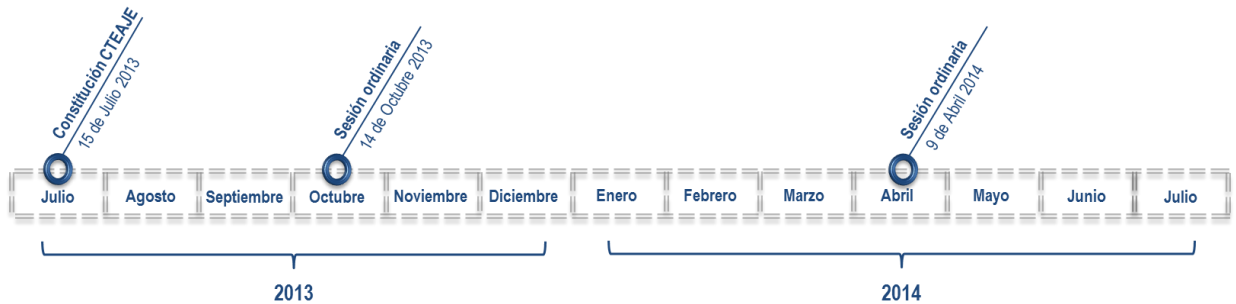 Constitución CTEAJE
15 de Julio 2013
Sesión ordinaria
14 de Octubre 2013
Sesión ordinaria
9 de Abril 2014
Julio
Agosto
Septiembre
Octubre
Noviembre
Diciembre
Enero
Febrero
Marzo
Abril
Mayo
Junio
Julio
2013
2014